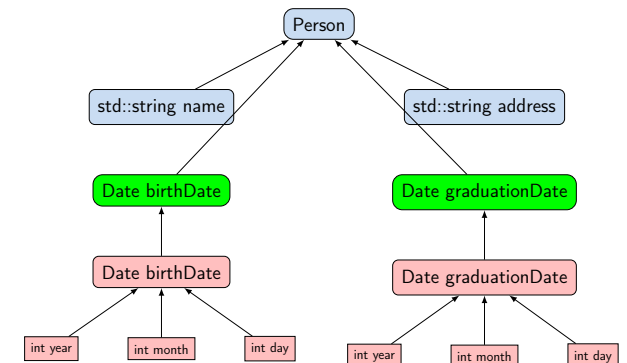 Person
std::string name
std::string address
Date birthDate
Date graduationDate
Date birthDate
Date graduationDate
int year
int month
int day
int year
int month
int day